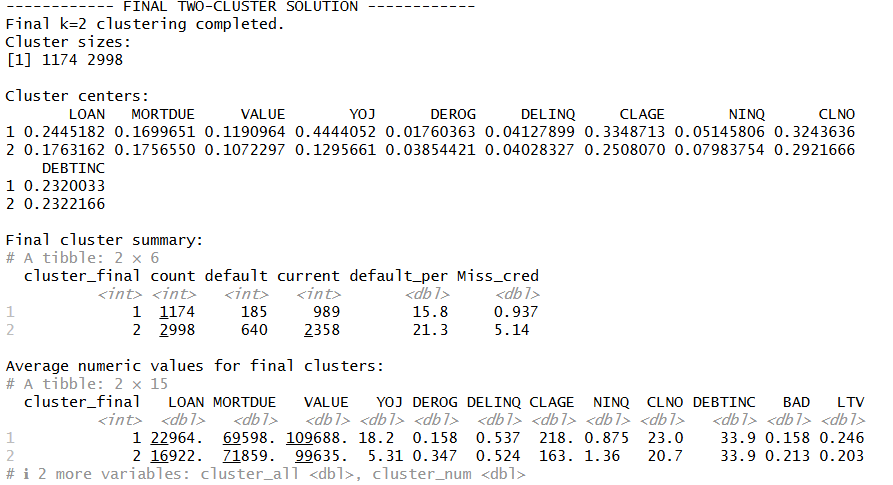 ------------ FINAL TWO-CLUSTER SOLUTION ------------
Final k=2 clustering completed.
Cluster sizes:
[1] 1174 2998
Cluster centers:
       LOAN   MORTDUE     VALUE       YOJ      DEROG     DELINQ     CLAGE       NINQ      CLNO
1 0.2445182 0.1699651 0.1190964 0.4444052 0.01760363 0.04127899 0.3348713 0.05145806 0.3243636
2 0.1763162 0.1756550 0.1072297 0.1295661 0.03854421 0.04028327 0.2508070 0.07983754 0.2921666
    DEBTINC
1 0.2320033
2 0.2322166
Final cluster summary:
# A tibble: 2 × 6
  cluster_final count default current default_per Miss_cred
          <int> <int>   <int>   <int>       <dbl>     <dbl>
1             1  1174     185     989        15.8     0.937
2             2  2998     640    2358        21.3     5.14
Average numeric values for final clusters:
# A tibble: 2 × 15
  cluster_final   LOAN MORTDUE   VALUE   YOJ DEROG DELINQ CLAGE  NINQ  CLNO DEBTINC   BAD   LTV
          <int>  <dbl>   <dbl>   <dbl> <dbl> <dbl>  <dbl> <dbl> <dbl> <dbl>   <dbl> <dbl> <dbl>
1             1 22964.  69598. 109688. 18.2  0.158  0.537  218. 0.875  23.0    33.9 0.158 0.246
2             2 16922.  71859.  99635.  5.31 0.347  0.524  163. 1.36   20.7    33.9 0.213 0.203
# ℹ 2 more variables: cluster_all <dbl>, cluster_num <dbl>